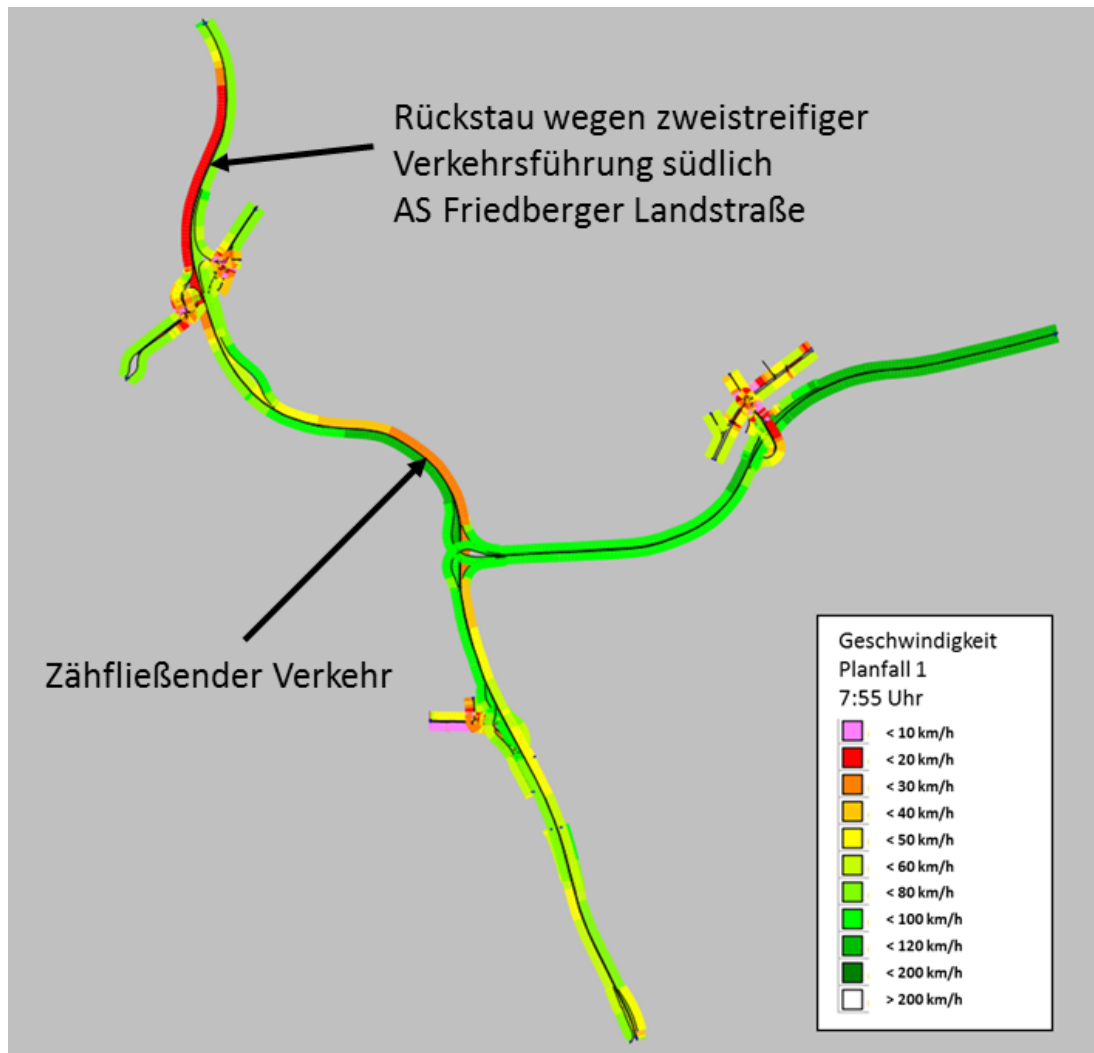 Rückstau wegen zweistreifiger
Verkehrsführung südlich
AS Friedberger Landstraße
Zähfließender Verkehr
Geschwindigkeit
Planfall 1
7:55 Uhr
< 10 km/h
< 20 km/h
< 30 km/h
< 40 km/h
< 50 km/h
< 60 km/h
< 80 km/h
< 100 km/h
< 120 km/h
< 200 km/h
> 200 km/h